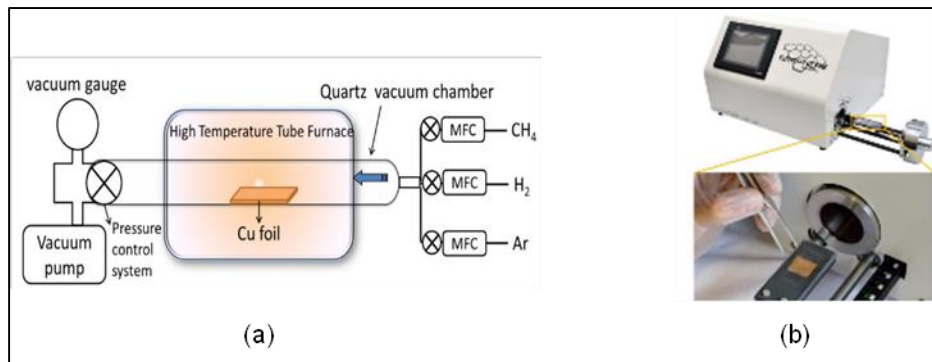 vacuum gauge
Quartz vacuum chamber
High Temperature Tube Furnace
MFC
CH4
MFC
H2
Cu foil
Pressure
control
system
Vacuum
pump
MFC
Ar
(a)
(b)